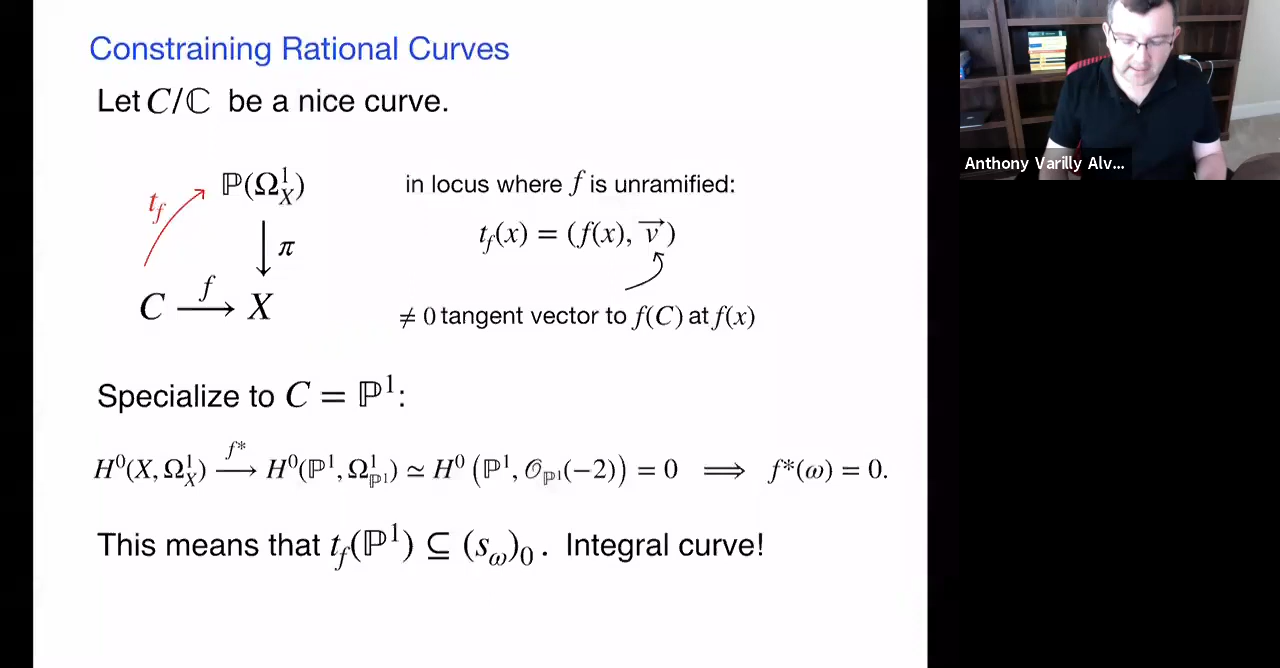 Constraining Rational Curves
Let C/ℂ be a nice curve.
ℙ(Ω¹_X)
t_f
π
C ⟶ X
f
in locus where f is unramified:
t_f(x) = (f(x), v⃗)
≠ 0 tangent vector to f(C) at f(x)
Specialize to C = ℙ¹:
H⁰(X, Ω¹_X) —f*⟶ H⁰(ℙ¹, Ω¹_ℙ¹) ≃ H⁰(ℙ¹, 𝒪_ℙ¹(−2)) = 0 ⟹ f*(ω) = 0.
This means that t_f(ℙ¹) ⊆ (s_ω)₀. Integral curve!
Anthony Varilly Alv...